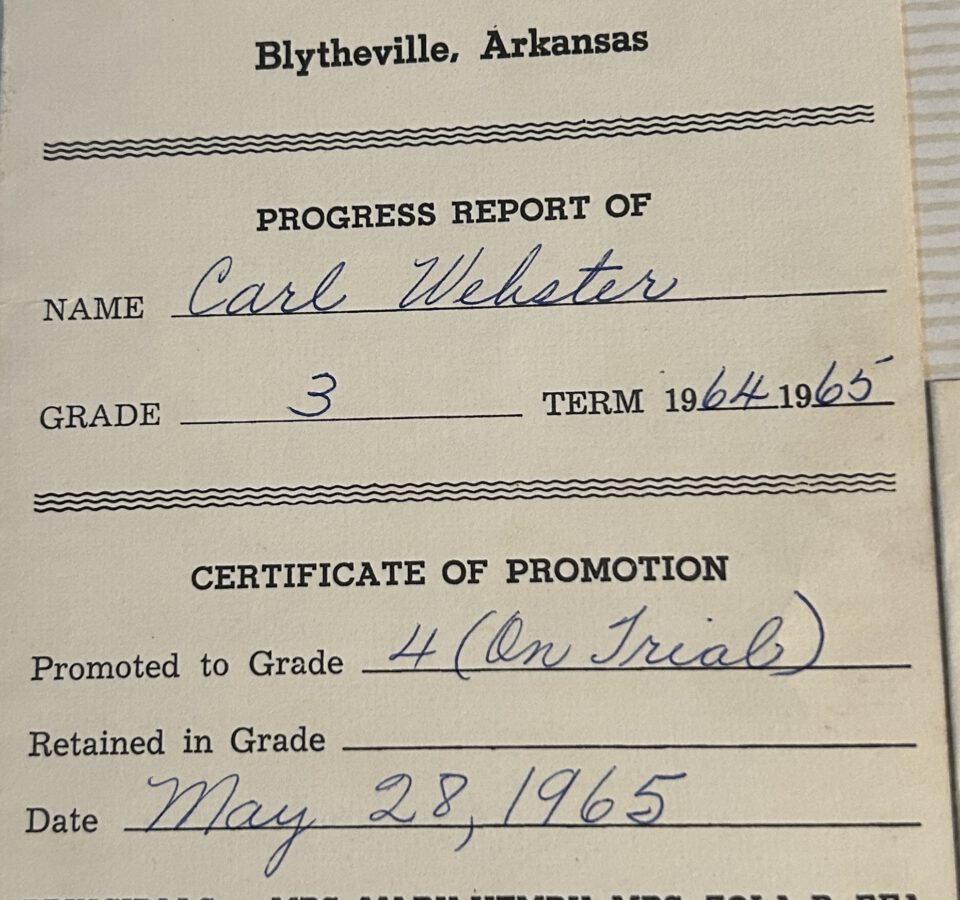 Blytheville, Arkansas
PROGRESS REPORT OF
NAME Carl Webster
GRADE 3 TERM 1964 1965
CERTIFICATE OF PROMOTION
Promoted to Grade 4 (On Trial)
Retained in Grade
Date May 28, 1965